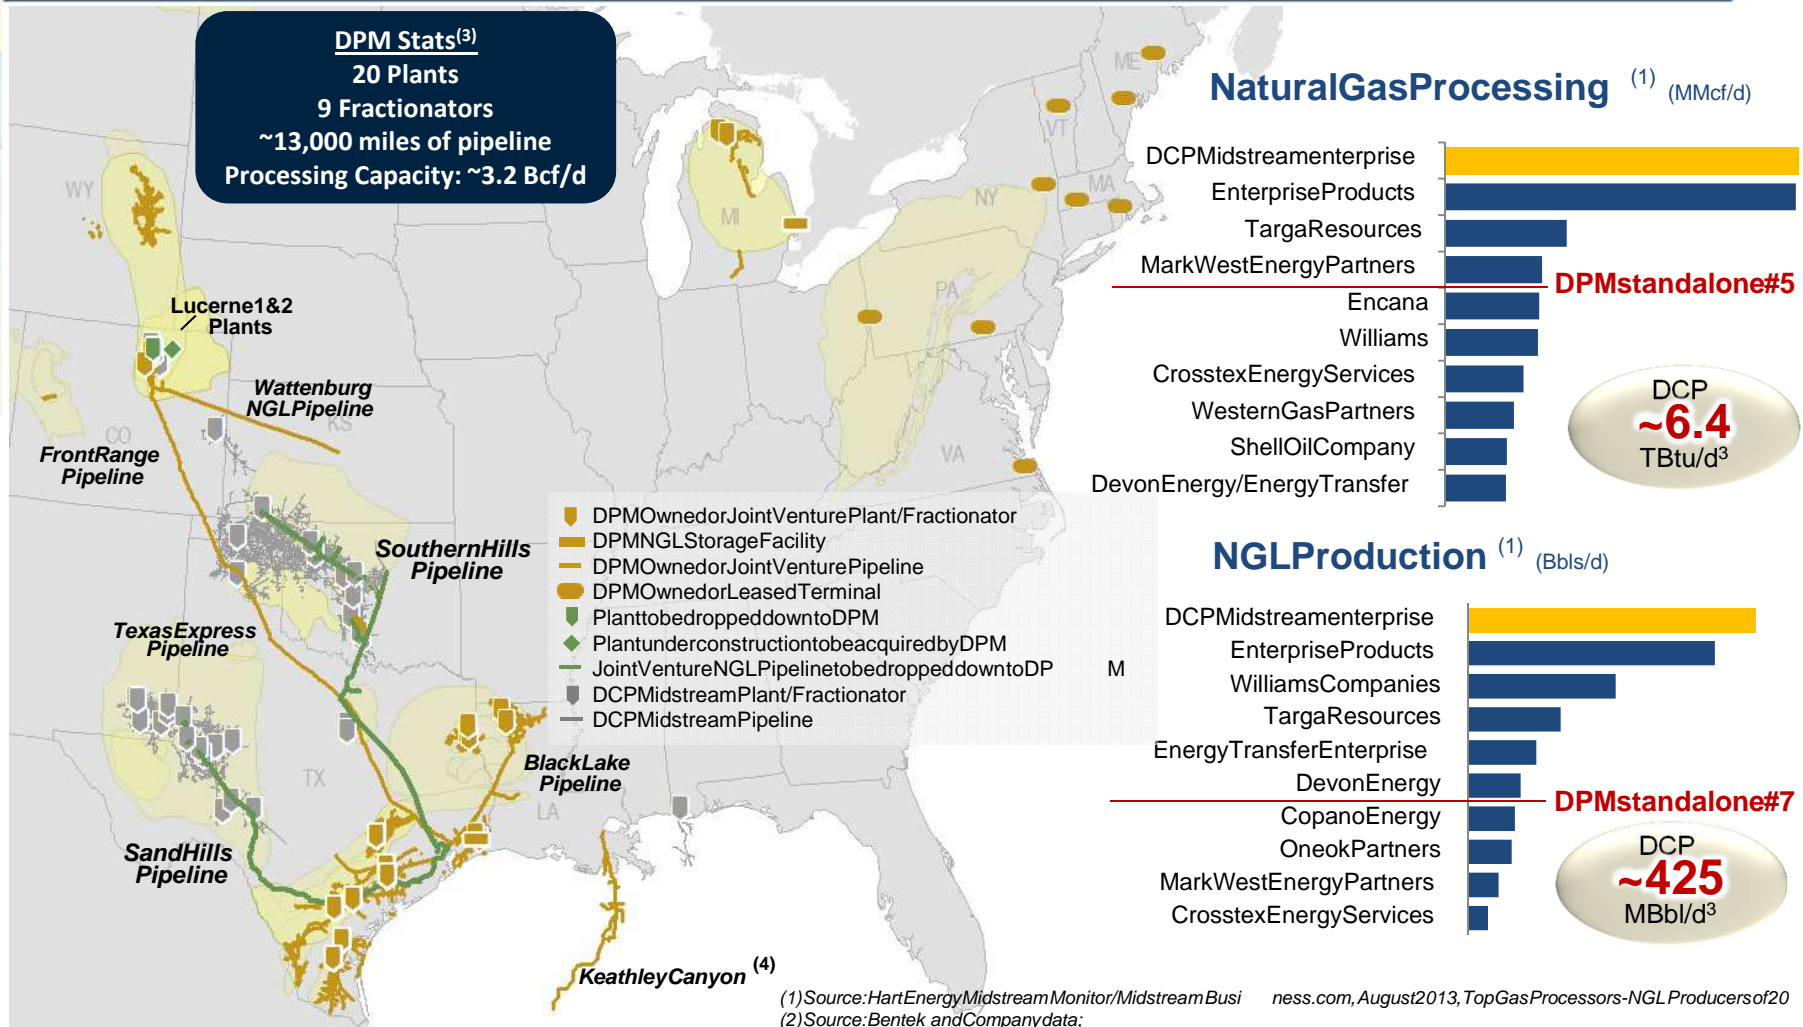 DPM Stats(3)
20 Plants
9 Fractionators
~13,000 miles of pipeline
Processing Capacity: ~3.2 Bcf/d
ME
VT
MA
NY
MI
WY
PA
VA
CO
KS
TX
LA
Lucerne1&2
Plants
Wattenburg
NGLPipeline
FrontRange
Pipeline
SouthernHills
Pipeline
TexasExpress
Pipeline
BlackLake
Pipeline
SandHills
Pipeline
KeathleyCanyon (4)
DPMOwnedorJointVenturePlant/Fractionator
DPMNGLStorageFacility
DPMOwnedorJointVenturePipeline
DPMOwnedorLeasedTerminal
PlanttobedroppeddowntoDPM
PlantunderconstructiontobeacquiredbyDPM
JointVentureNGLPipelinetobedroppeddowntoDP M
DCPMidstreamPlant/Fractionator
DCPMidstreamPipeline
NaturalGasProcessing (1) (MMcf/d)
DCPMidstreamenterprise
EnterpriseProducts
TargaResources
MarkWestEnergyPartners
DPMstandalone#5
Encana
Williams
CrosstexEnergyServices
WesternGasPartners
ShellOilCompany
DevonEnergy/EnergyTransfer
DCP
~6.4
TBtu/d3
NGLProduction (1) (Bbls/d)
DCPMidstreamenterprise
EnterpriseProducts
WilliamsCompanies
TargaResources
EnergyTransferEnterprise
DevonEnergy
DPMstandalone#7
CopanoEnergy
OneokPartners
MarkWestEnergyPartners
CrosstexEnergyServices
DCP
~425
MBbl/d3
(1)Source:HartEnergyMidstreamMonitor/MidstreamBusi ness.com,August2013,TopGasProcessors-NGLProducersof20
(2)Source:Bentek andCompanydata;